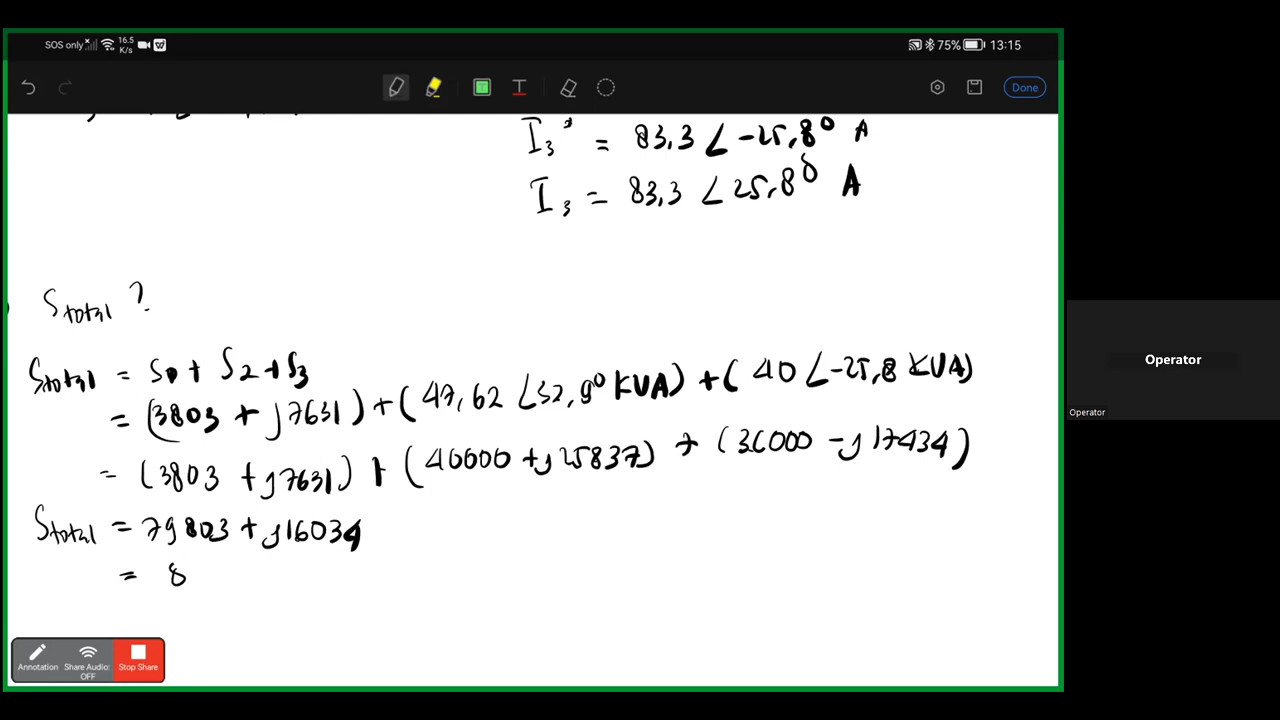 SOS only 16.5 K/s 75% 13:15
Done
I₃* = 83,3 ∠ -25,8° A
I₃ = 83,3 ∠ 25,8° A
Stotal ?
Stotal = S1 + S2 + S3
= (3803 + j7631) + (47,62 ∠32,9° KVA) + (40 ∠-25,8 KVA)
= (3803 + j7631) + (40000 + j25837) + (36000 - j17434)
Stotal = 79803 + j16034
= 8
Operator
Operator
Annotation
Share Audio: OFF
Stop Share